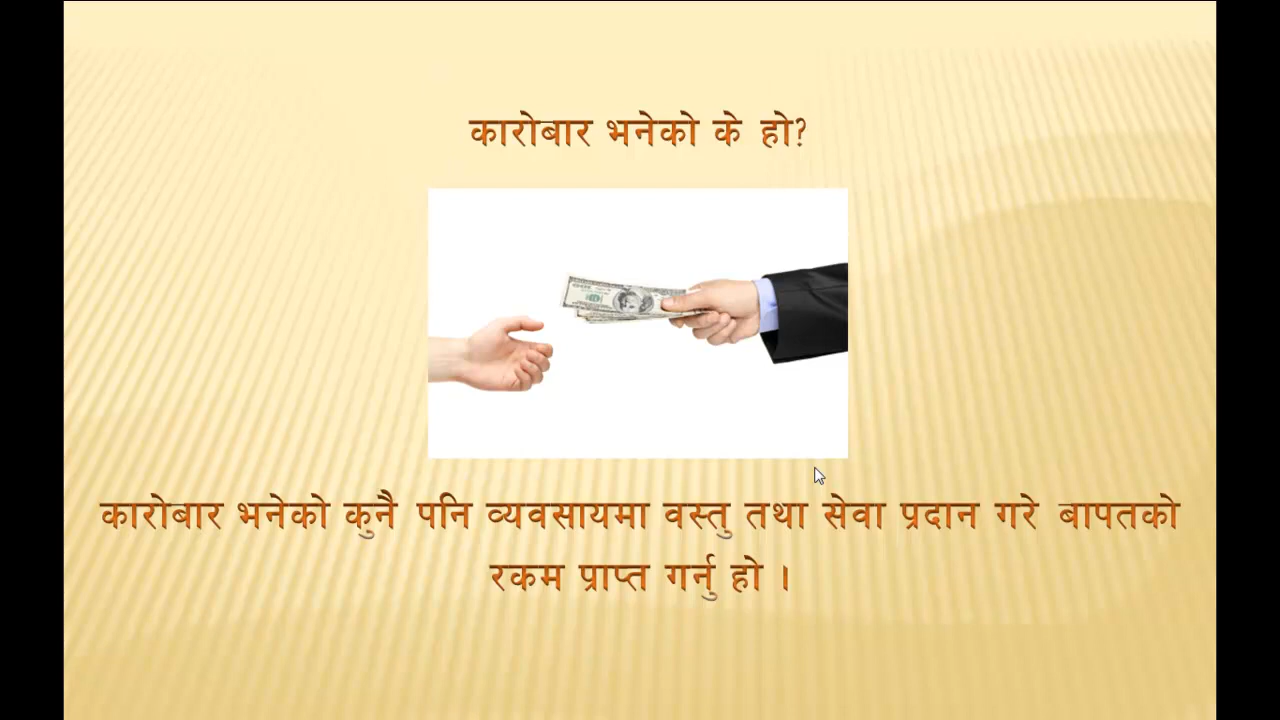 कारोबार भनेको के हो?
कारोबार भनेको कुनै पनि व्यवसायमा वस्तु तथा सेवा प्रदान गरे बापतको
रकम प्राप्त गर्नु हो ।